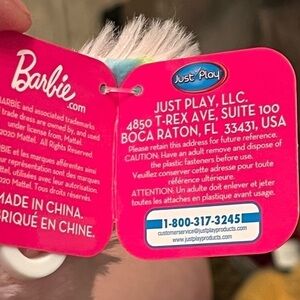 Barbie
.com
BARBIE and associated trademarks
trade dress are owned by, and used
under license from, Mattel.
2020 Mattel. All Rights Reserved.
BARBIE et les marques afférentes ainsi
représentation sont des marques
utilisées avec leur autorisation
2020 Mattel. Tous droits réservés.
MADE IN CHINA.
FABRIQUÉ EN CHINE.
Just Play
JUST PLAY, LLC.
4850 T-REX AVE, SUITE 100
BOCA RATON, FL 33431, USA
Please retain this address for future reference.
CAUTION: Have an adult remove and dispose of
the plastic fasteners before use.
Veuillez conserver cette adresse pour toute
référence ultérieure.
ATTENTION: Un adulte doit enlever et jeter
toutes les attaches en plastique avant usage.
1-800-317-3245
customerservice@justplayproducts.com
www.justplayproducts.com